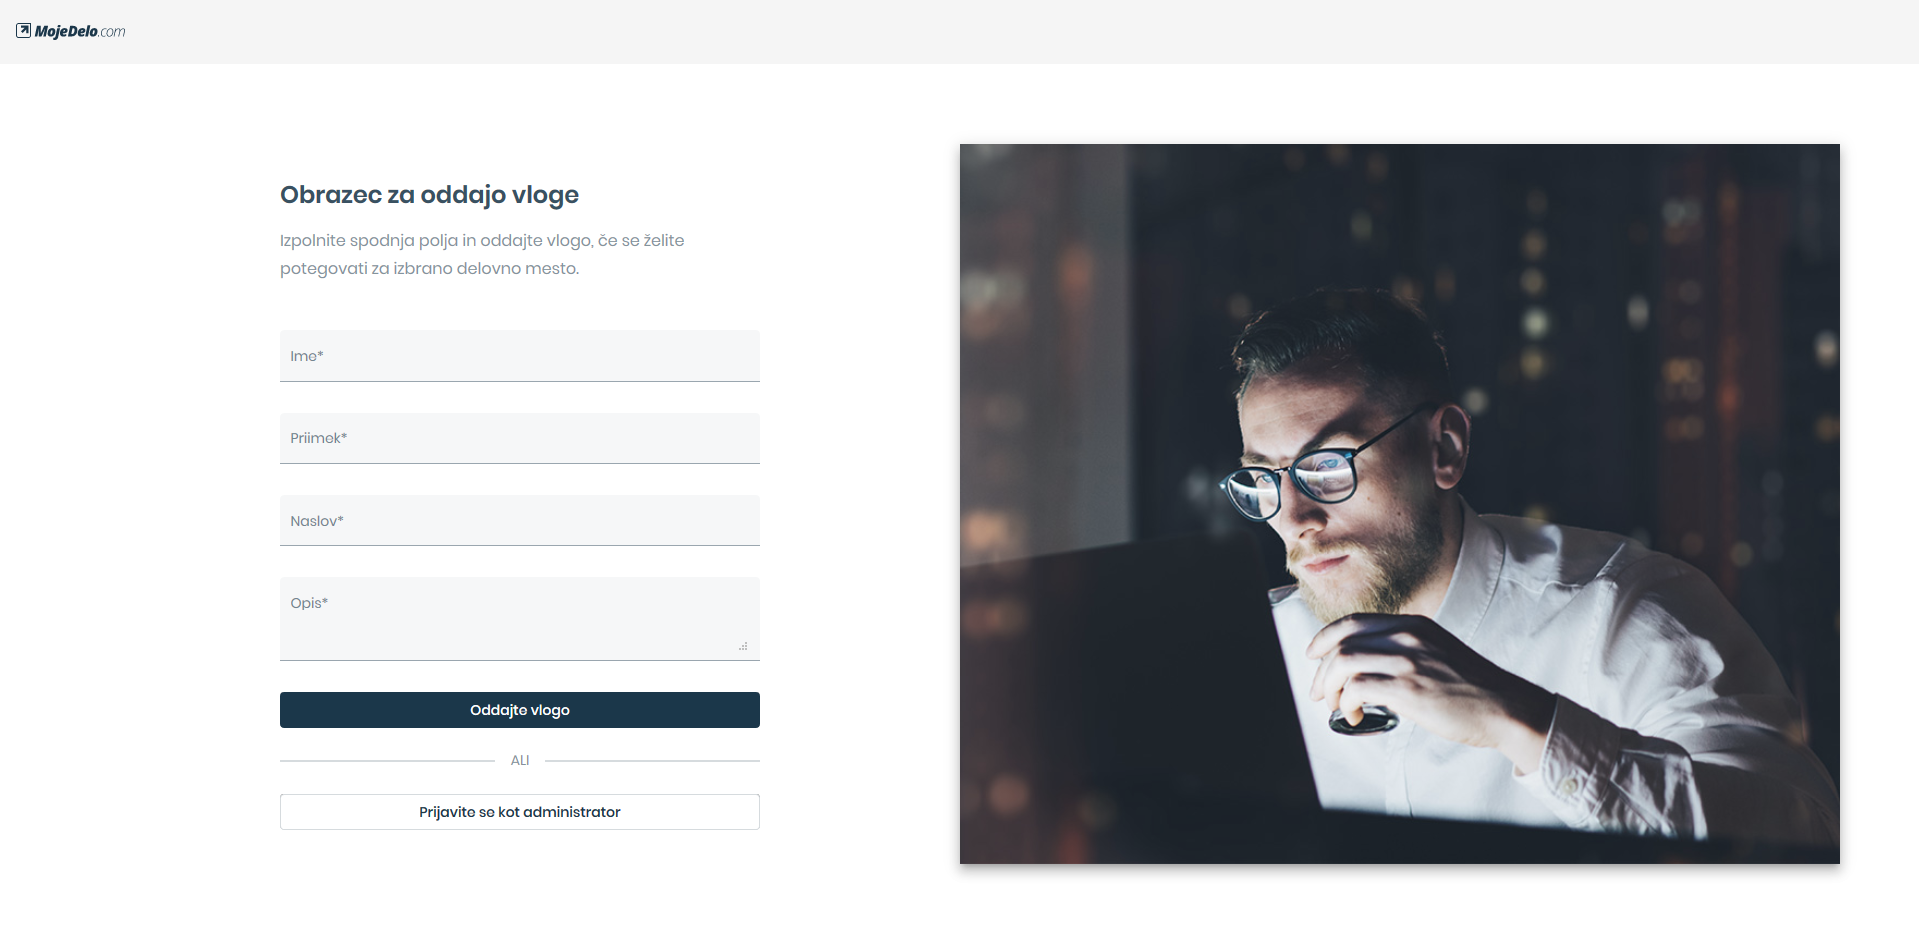 MojeDelo.com
Obrazec za oddajo vloge
Izpolnite spodnja polja in oddajte vlogo, če se želite
potegovati za izbrano delovno mesto.
Ime*
Priimek*
Naslov*
Opis*
Oddajte vlogo
ALI
Prijavite se kot administrator